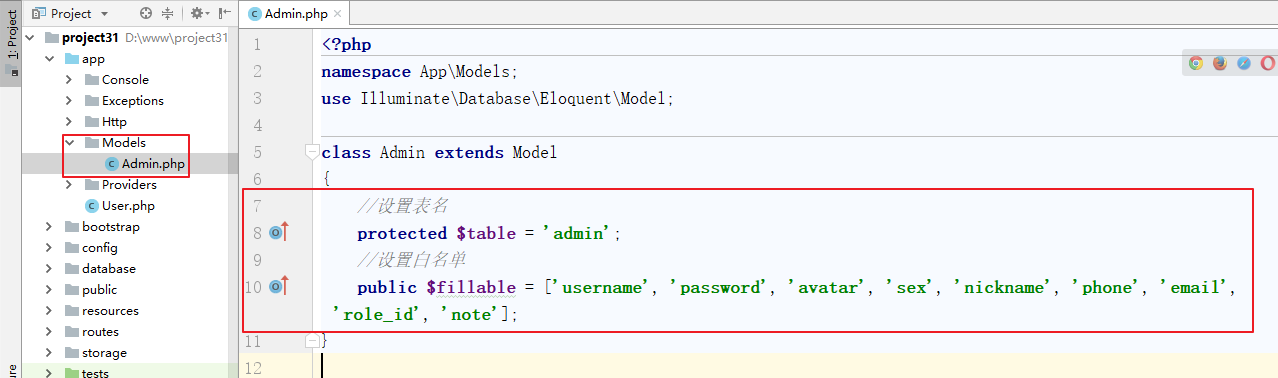 1: Project
Project
project31 D:\www\project31
app
Console
Exceptions
Http
Models
Admin.php
Providers
User.php
bootstrap
config
database
public
resources
routes
storage
tests
Admin.php
1 <?php
2 namespace App\Models;
3 use Illuminate\Database\Eloquent\Model;
4
5 class Admin extends Model
6 {
7 //设置表名
8 protected $table = 'admin';
9 //设置白名单
10 public $fillable = ['username', 'password', 'avatar', 'sex', 'nickname', 'phone', 'email',
'role_id', 'note'];
11 }
12